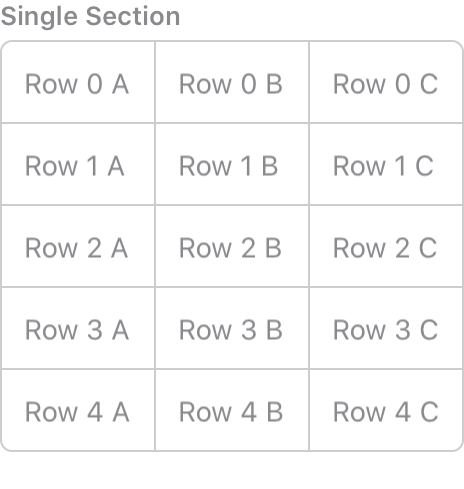 Single Section
Row 0 A Row 0 B Row 0 C
Row 1 A Row 1 B Row 1 C
Row 2 A Row 2 B Row 2 C
Row 3 A Row 3 B Row 3 C
Row 4 A Row 4 B Row 4 C